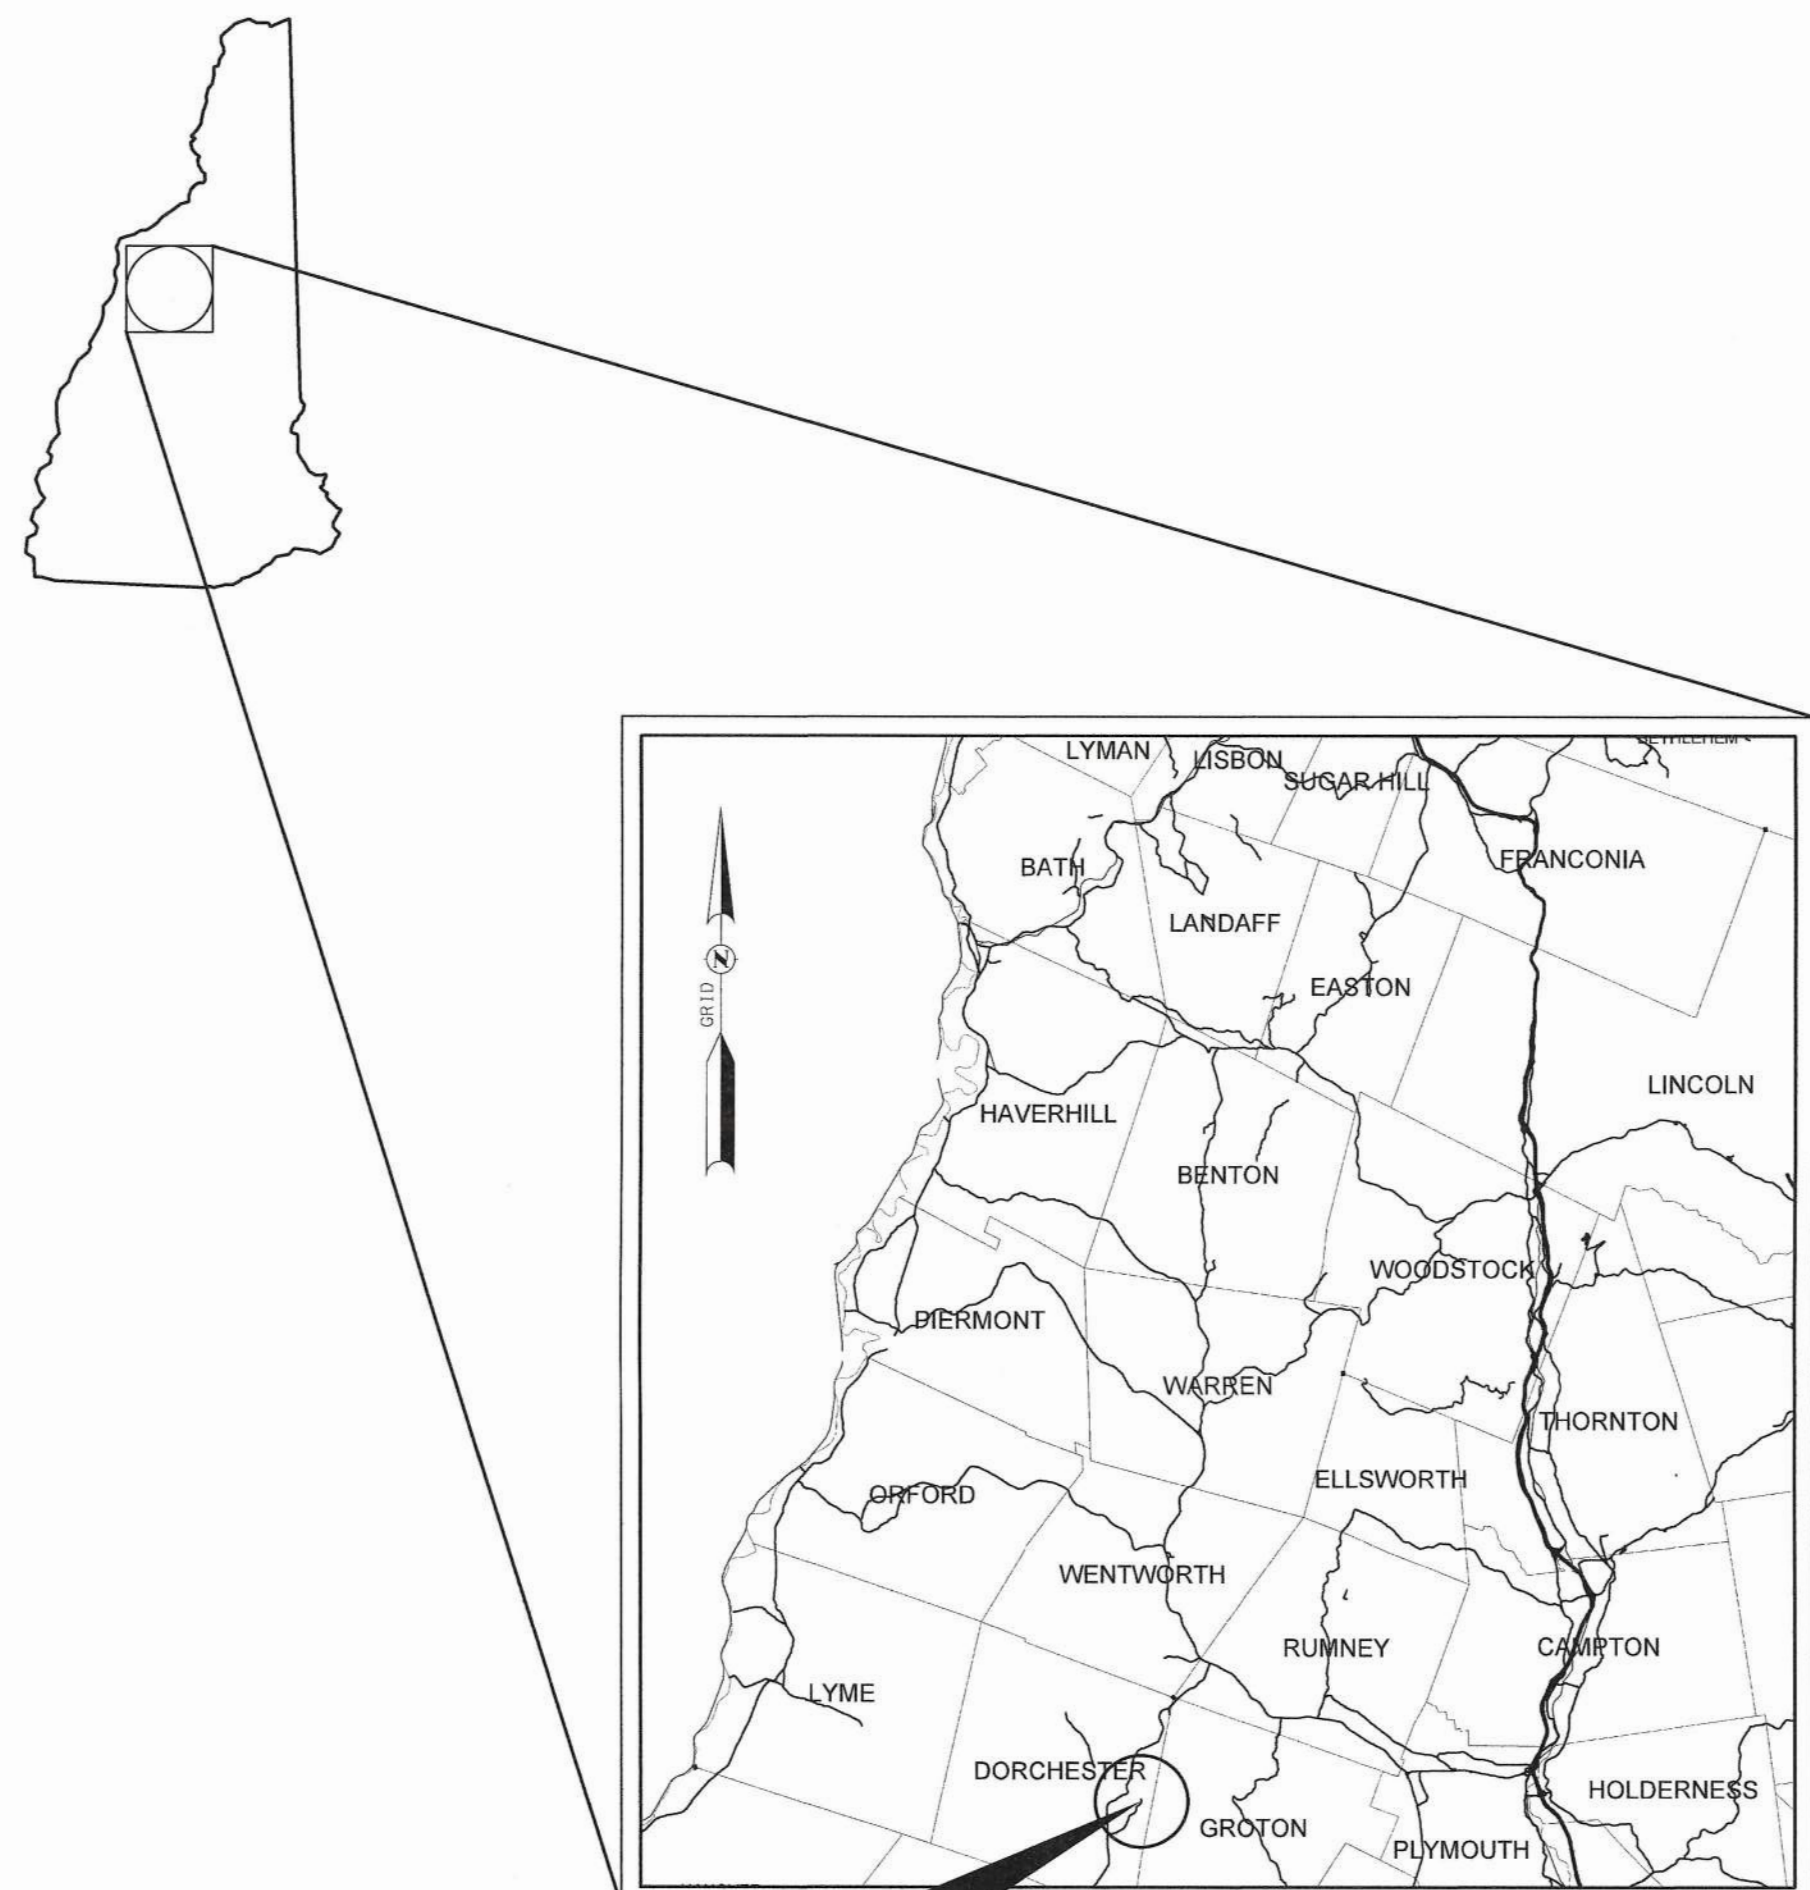 LYMAN
LISBON
SUGAR HILL
BETHLEHEM
BATH
FRANCONIA
LANDAFF
N
GRID
EASTON
LINCOLN
HAVERHILL
BENTON
WOODSTOCK
PIERMONT
WARREN
THORNTON
ELLSWORTH
ORFORD
WENTWORTH
RUMNEY
CAMPTON
LYME
DORCHESTER
HOLDERNESS
GROTON
PLYMOUTH